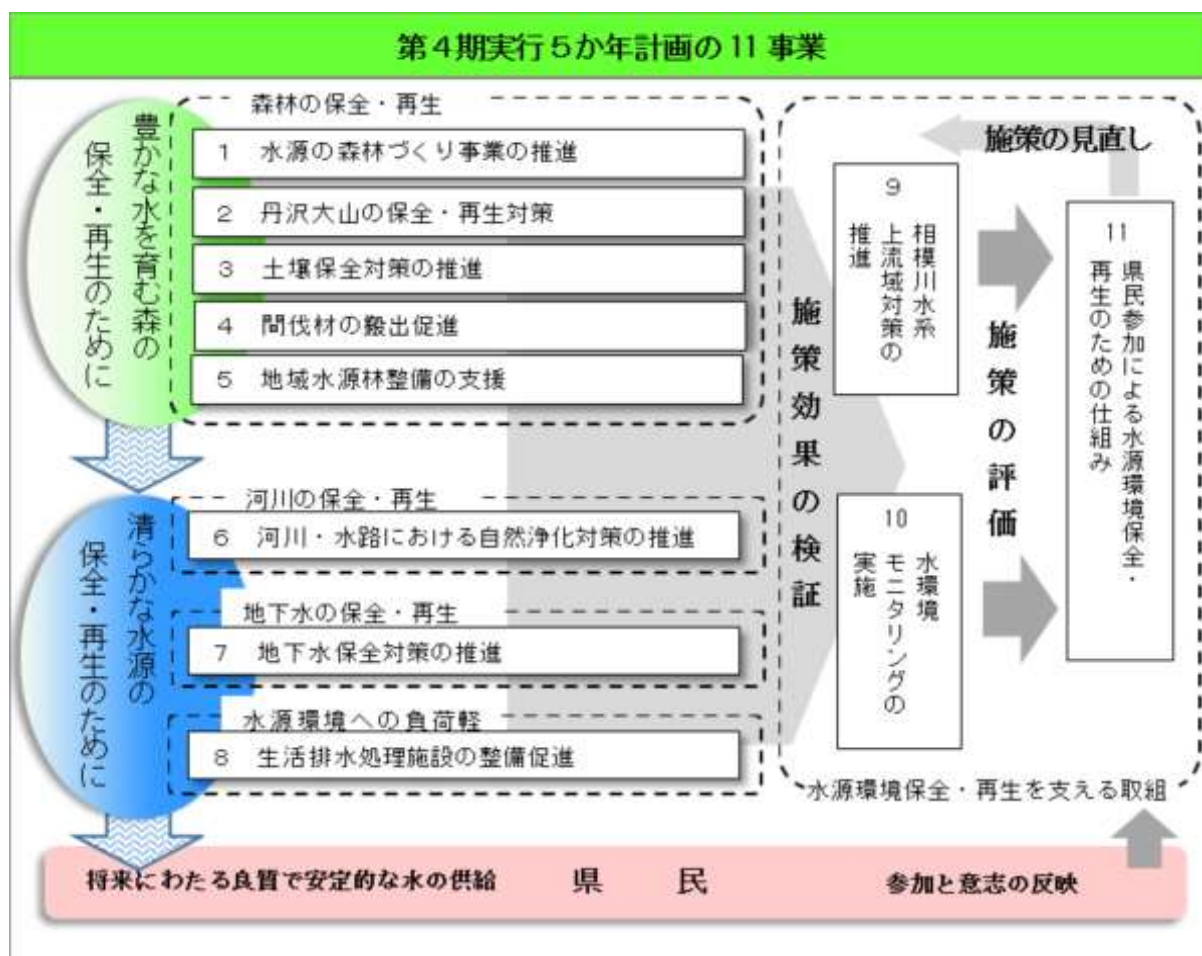 第4期実行5か年計画の11事業
豊かな水を育む森の
保全・再生のために
森林の保全・再生
1 水源の森林づくり事業の推進
2 丹沢大山の保全・再生対策
3 土壌保全対策の推進
4 間伐材の搬出促進
5 地域水源林整備の支援
清らかな水源の
保全・再生のために
河川の保全・再生
6 河川・水路における自然浄化対策の推進
地下水の保全・再生
7 地下水保全対策の推進
水源環境への負荷軽
8 生活排水処理施設の整備促進
施策効果の検証
9
相模川水系
上流域対策の
推進
10
水環境
モニタリングの
実施
施策の評価
施策の見直し
11
県民参加による水源環境保全・
再生のための仕組み
水源環境保全・再生を支える取組
将来にわたる良質で安定的な水の供給
県 民
参加と意志の反映